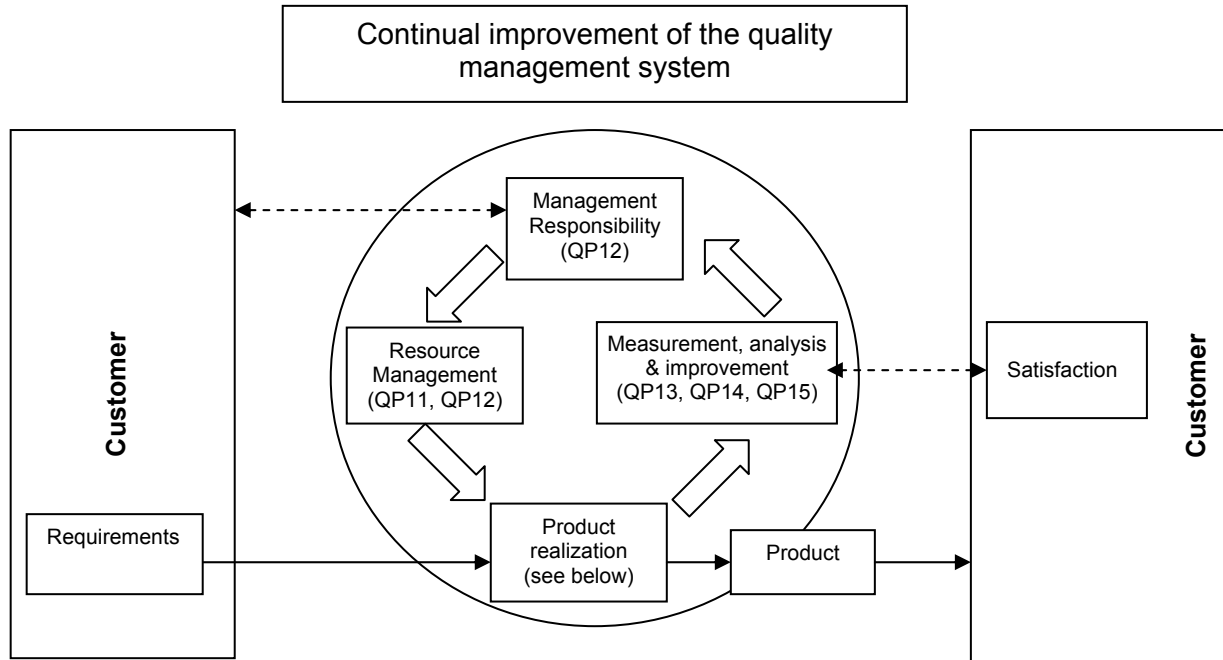 Continual improvement of the quality
management system
Management
Responsibility
(QP12)
Resource
Management
(QP11, QP12)
Measurement, analysis
& improvement
(QP13, QP14, QP15)
Satisfaction
Customer
Customer
Requirements
Product
realization
(see below)
Product